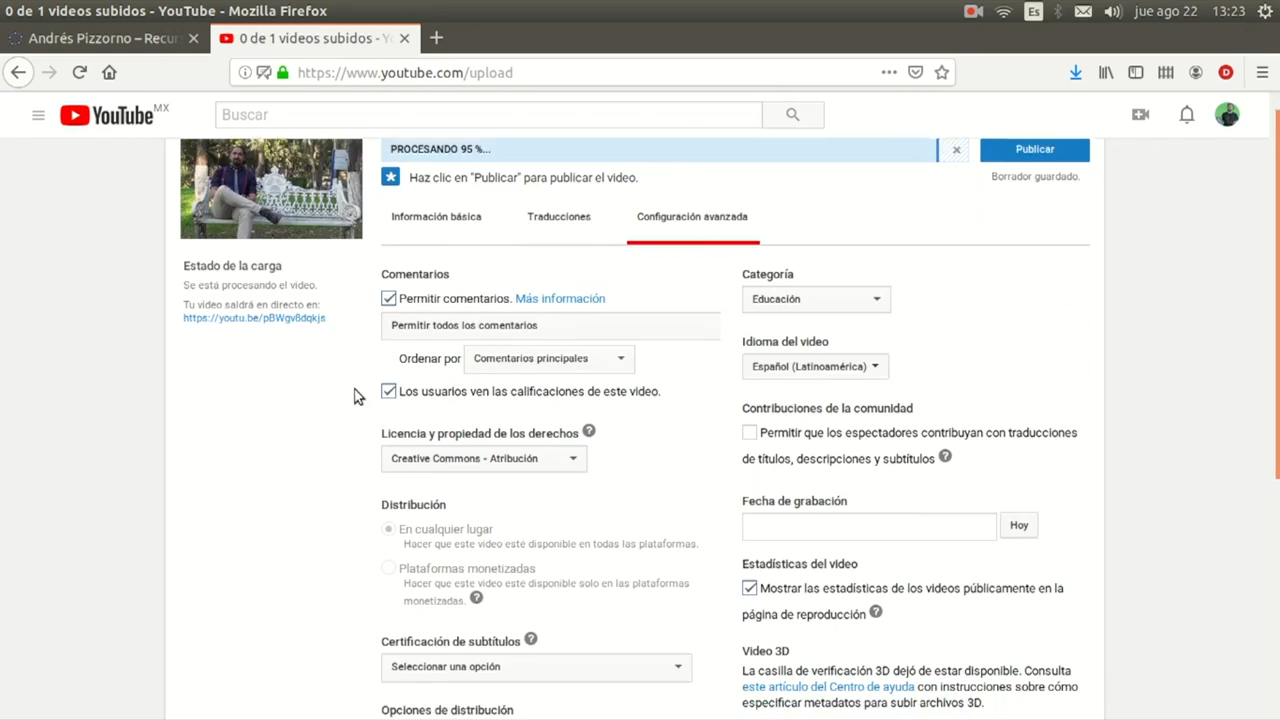 0 de 1 videos subidos - YouTube - Mozilla Firefox
Es
jue ago 22
13:23
Andrés Pizzorno – Recur
0 de 1 videos subidos - Y
https://www.youtube.com/upload
D
YouTube MX
Buscar
PROCESANDO 95 %...
Publicar
Haz clic en "Publicar" para publicar el video.
Borrador guardado.
Información básica
Traducciones
Configuración avanzada
Estado de la carga
Se está procesando el video.
Tu video saldrá en directo en:
https://youtu.be/pBWgv8dqkjs
Comentarios
Permitir comentarios. Más información
Permitir todos los comentarios
Ordenar por
Comentarios principales
Los usuarios ven las calificaciones de este video.
Licencia y propiedad de los derechos ?
Creative Commons - Atribución
Distribución
En cualquier lugar
Hacer que este video esté disponible en todas las plataformas.
Plataformas monetizadas
Hacer que este video esté disponible solo en las plataformas
monetizadas. ?
Certificación de subtítulos ?
Seleccionar una opción
Opciones de distribución
Categoría
Educación
Idioma del video
Español (Latinoamérica)
Contribuciones de la comunidad
Permitir que los espectadores contribuyan con traducciones
de títulos, descripciones y subtítulos ?
Fecha de grabación
Hoy
Estadísticas del video
Mostrar las estadísticas de los videos públicamente en la
página de reproducción ?
Video 3D
La casilla de verificación 3D dejó de estar disponible. Consulta
este artículo del Centro de ayuda con instrucciones sobre cómo
especificar metadatos para subir archivos 3D.